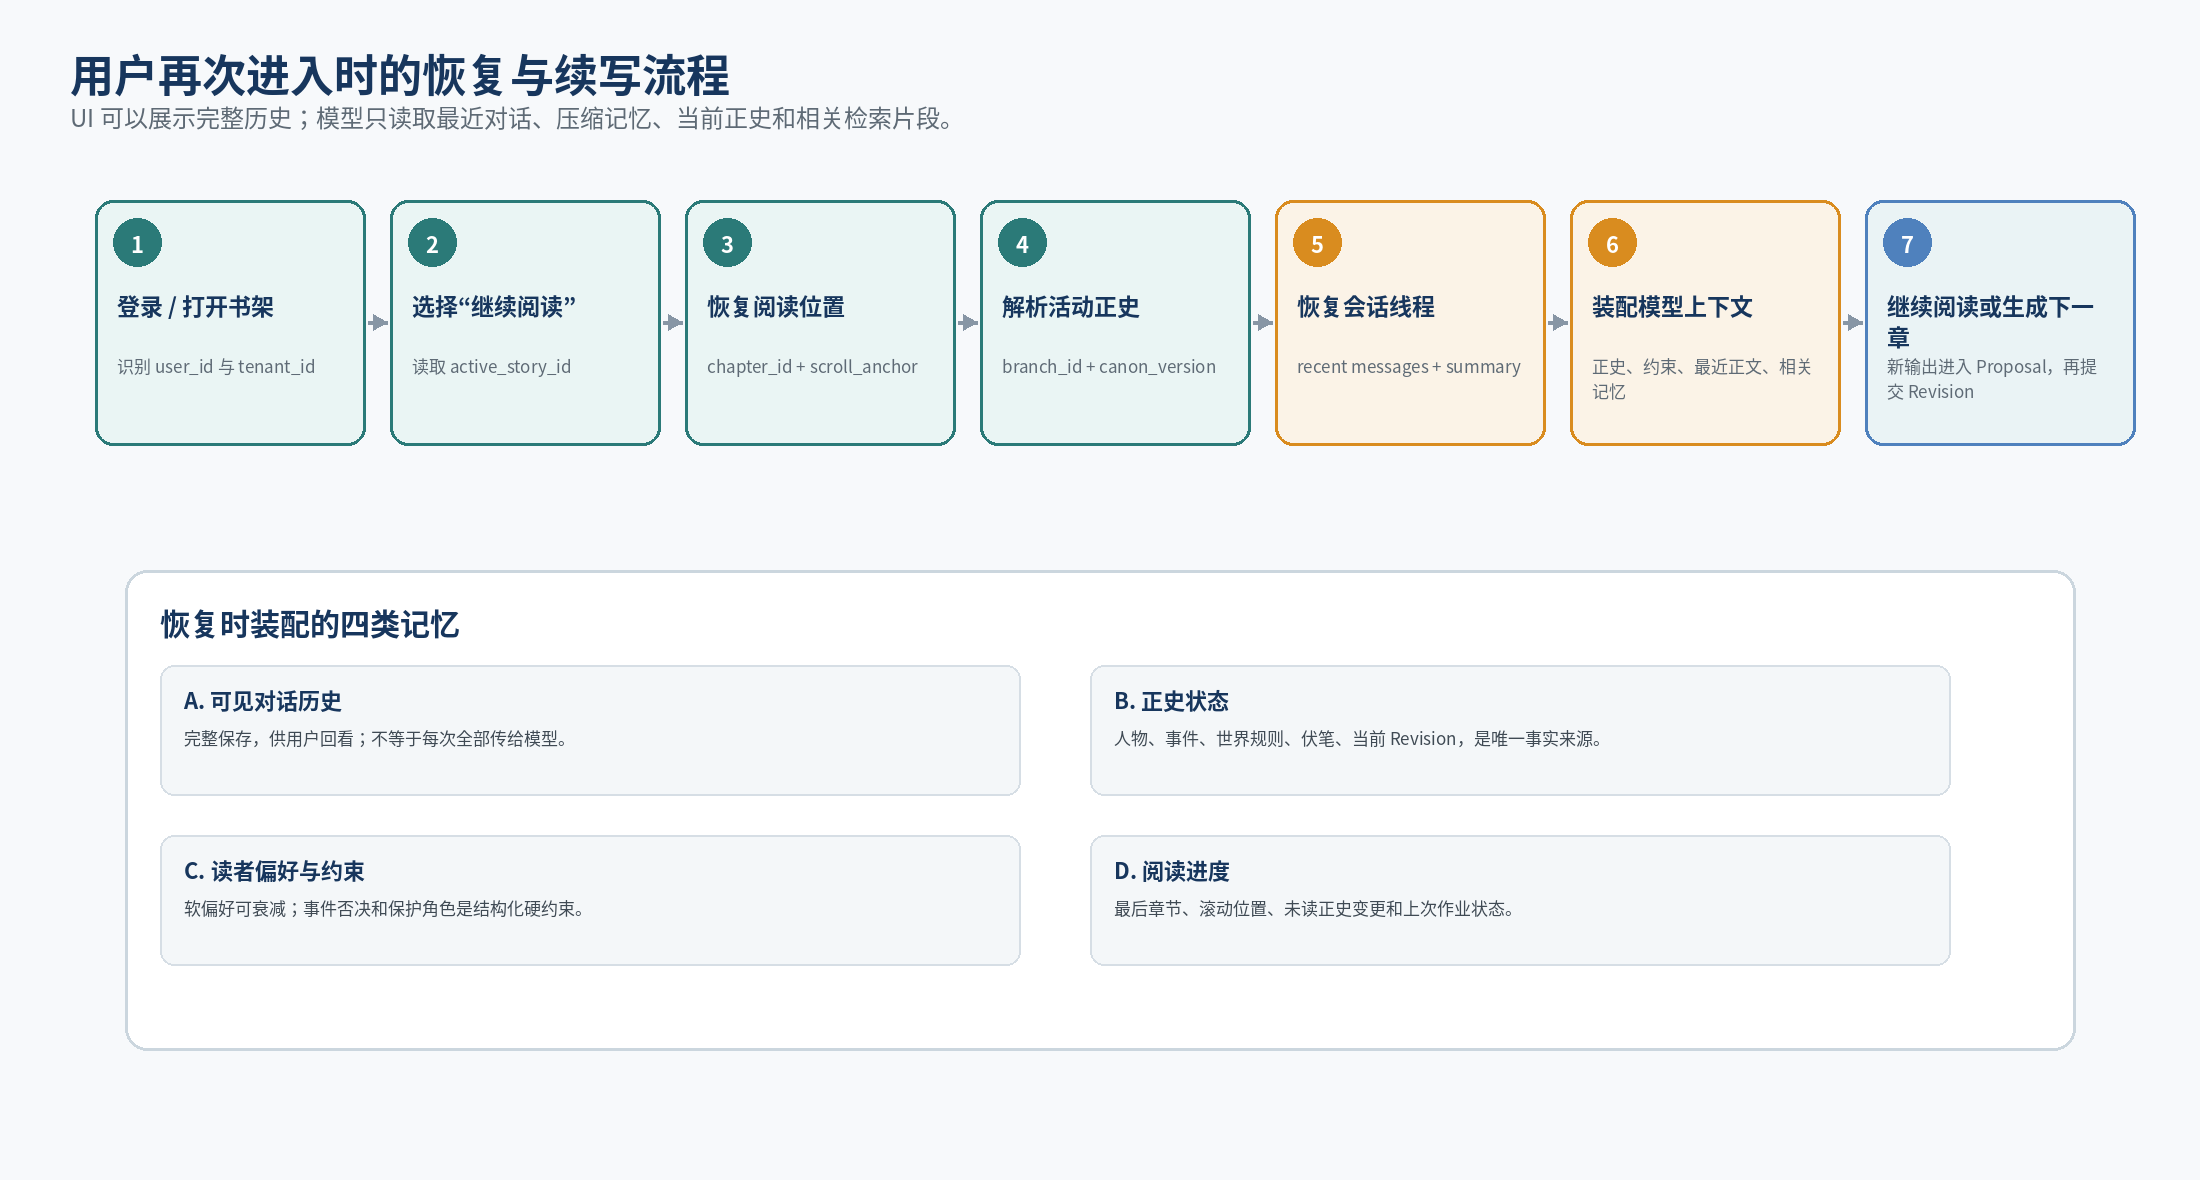 用户再次进入时的恢复与续写流程
UI 可以展示完整历史；模型只读取最近对话、压缩记忆、当前正史和相关检索片段。
1
登录 / 打开书架
识别 user_id 与 tenant_id
2
选择“继续阅读”
读取 active_story_id
3
恢复阅读位置
chapter_id + scroll_anchor
4
解析活动正史
branch_id + canon_version
5
恢复会话线程
recent messages + summary
6
装配模型上下文
正史、约束、最近正文、相关
记忆
7
继续阅读或生成下一
章
新输出进入 Proposal，再提
交 Revision
恢复时装配的四类记忆
A. 可见对话历史
完整保存，供用户回看；不等于每次全部传给模型。
B. 正史状态
人物、事件、世界规则、伏笔、当前 Revision，是唯一事实来源。
C. 读者偏好与约束
软偏好可衰减；事件否决和保护角色是结构化硬约束。
D. 阅读进度
最后章节、滚动位置、未读正史变更和上次作业状态。